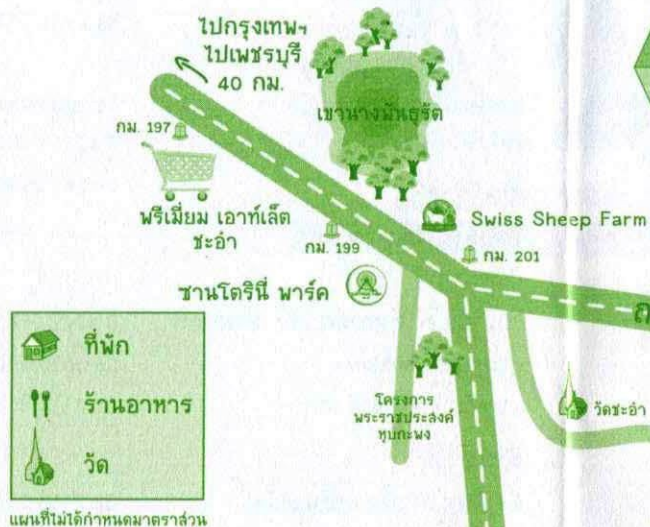 ไปกรุงเทพฯ
ไปเพชรบุรี
40 กม.
เขานางพันธุรัต
กม. 197
พรีเมี่ยม เอาท์เล็ต
ชะอำ
กม. 199
Swiss Sheep Farm
กม. 201
ซานโตรินี่ พาร์ค
โครงการ
พระราชประสงค์
หุบกะพง
วัดชะอำ
ที่พัก
ร้านอาหาร
วัด
แผนที่ไม่ได้กำหนดมาตราส่วน